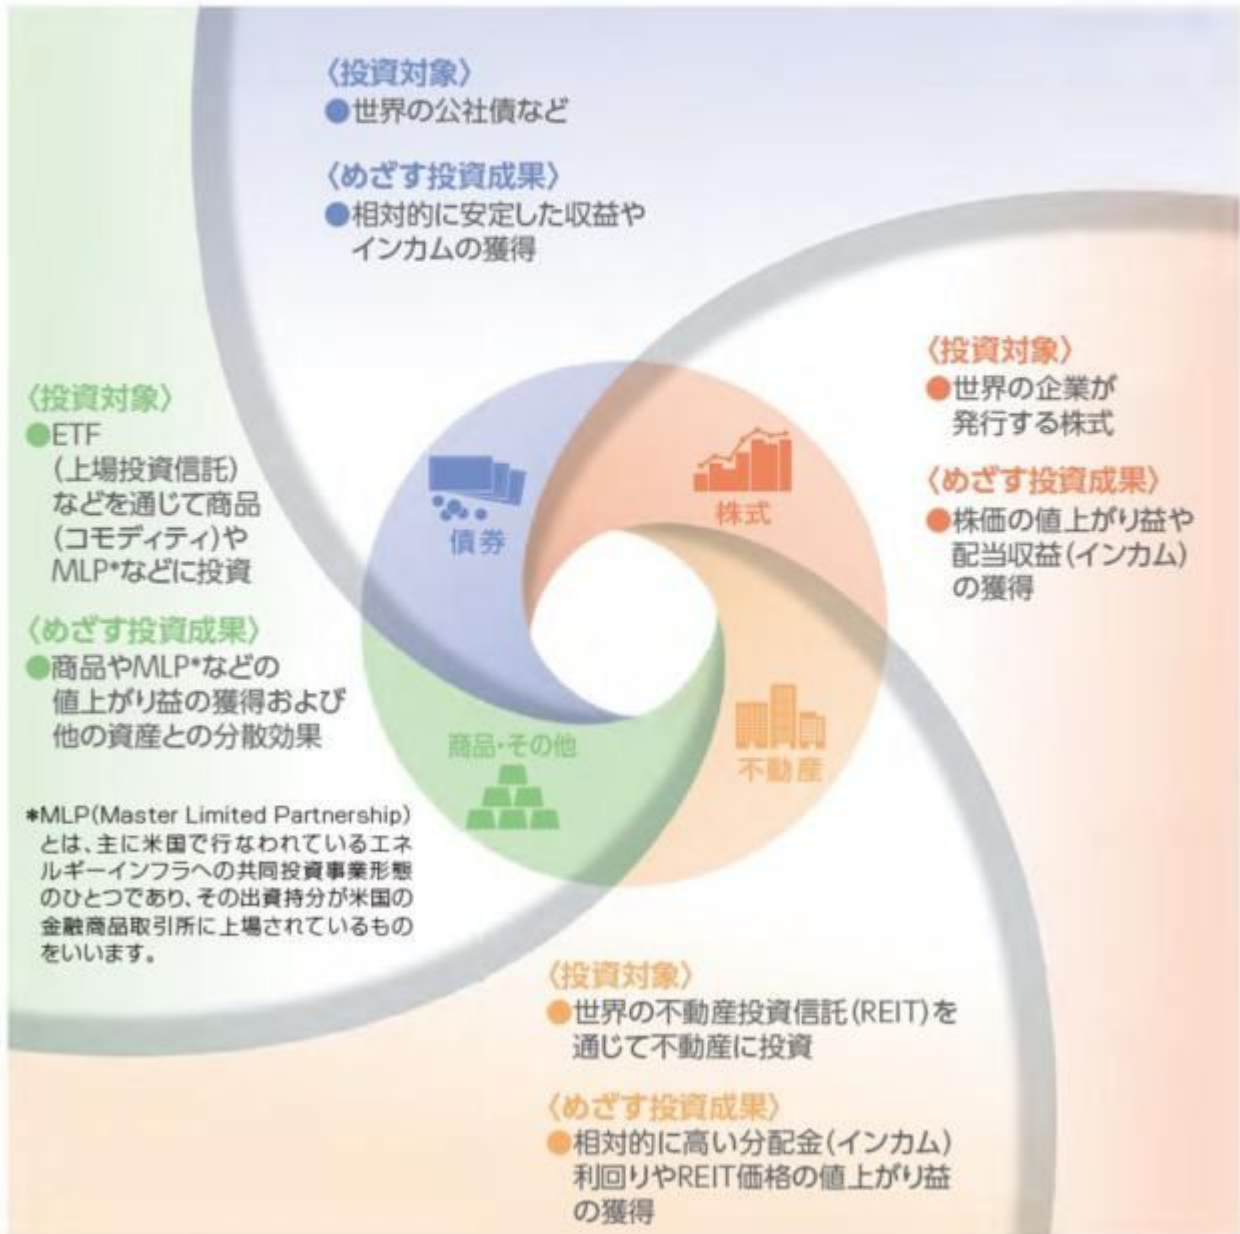 〈投資対象〉
●世界の公社債など
〈めざす投資成果〉
●相対的に安定した収益や
インカムの獲得
〈投資対象〉
●世界の企業が
発行する株式
〈めざす投資成果〉
●株価の値上がり益や
配当収益(インカム)
の獲得
〈投資対象〉
●ETF
(上場投資信託)
などを通じて商品
(コモディティ)や
MLP*などに投資
〈めざす投資成果〉
●商品やMLP*などの
値上がり益の獲得および
他の資産との分散効果
*MLP(Master Limited Partnership)
とは、主に米国で行なわれているエネ
ルギーインフラへの共同投資事業形態
のひとつであり、その出資持分が米国の
金融商品取引所に上場されているもの
をいいます。
債券
株式
商品・その他
不動産
〈投資対象〉
●世界の不動産投資信託(REIT)を
通じて不動産に投資
〈めざす投資成果〉
●相対的に高い分配金(インカム)
利回りやREIT価格の値上がり益
の獲得